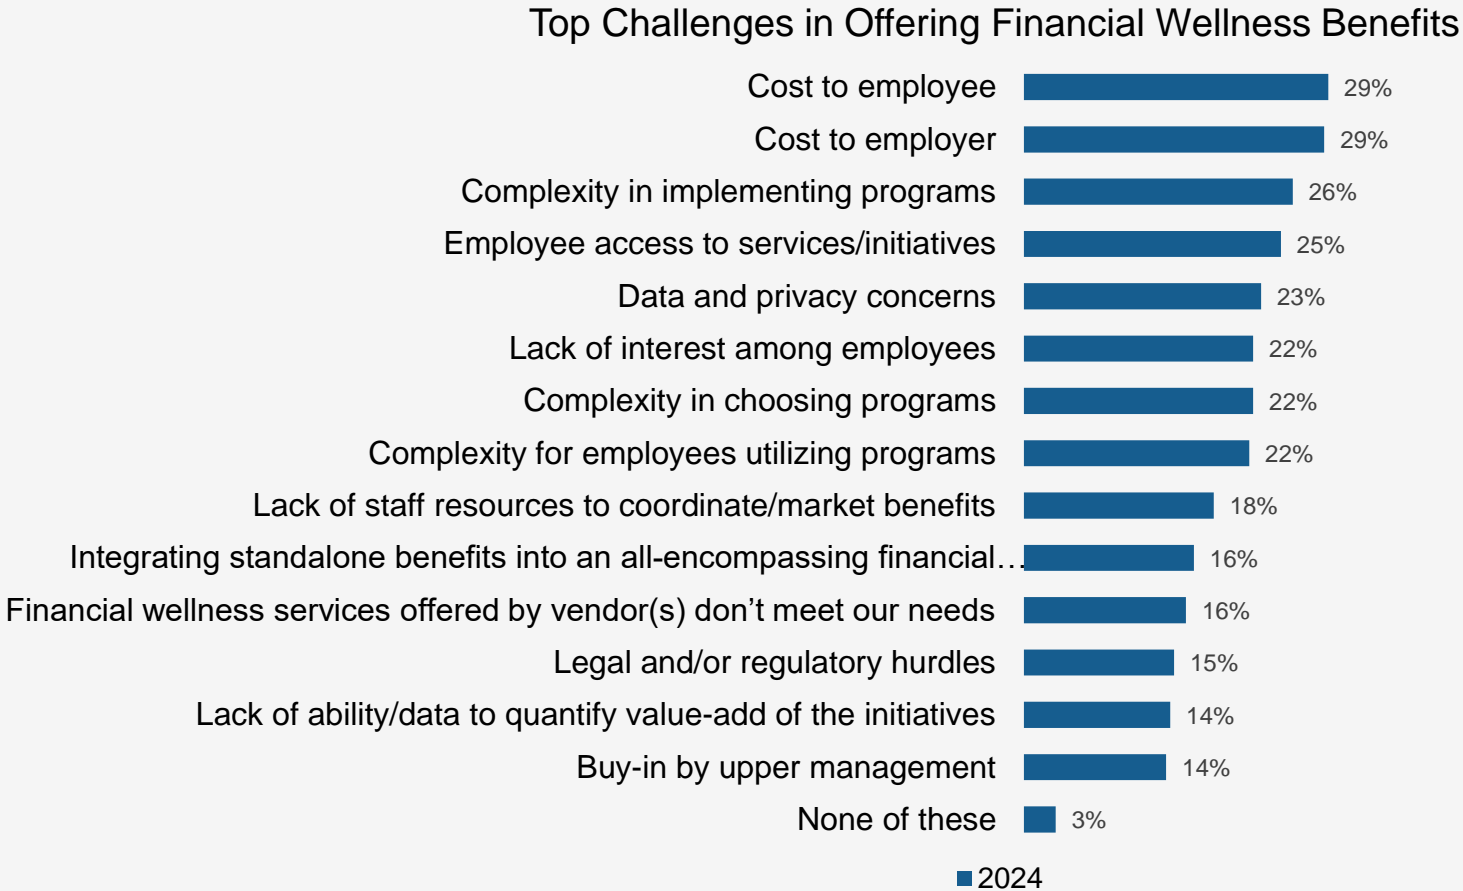 Top Challenges in Offering Financial Wellness Benefits
Cost to employee 29%
Cost to employer 29%
Complexity in implementing programs 26%
Employee access to services/initiatives 25%
Data and privacy concerns 23%
Lack of interest among employees 22%
Complexity in choosing programs 22%
Complexity for employees utilizing programs 22%
Lack of staff resources to coordinate/market benefits 18%
Integrating standalone benefits into an all-encompassing financial… 16%
Financial wellness services offered by vendor(s) don’t meet our needs 16%
Legal and/or regulatory hurdles 15%
Lack of ability/data to quantify value-add of the initiatives 14%
Buy-in by upper management 14%
None of these 3%
2024